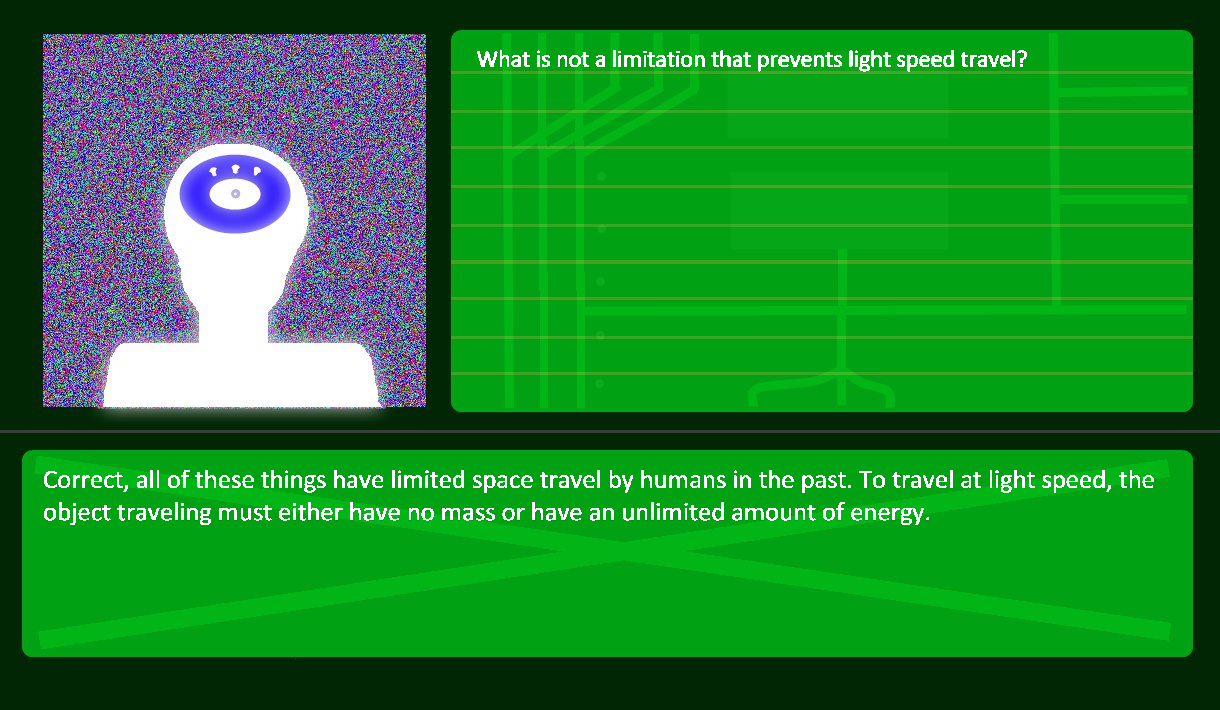 What is not a limitation that prevents light speed travel?
Correct, all of these things have limited space travel by humans in the past. To travel at light speed, the
object traveling must either have no mass or have an unlimited amount of energy.